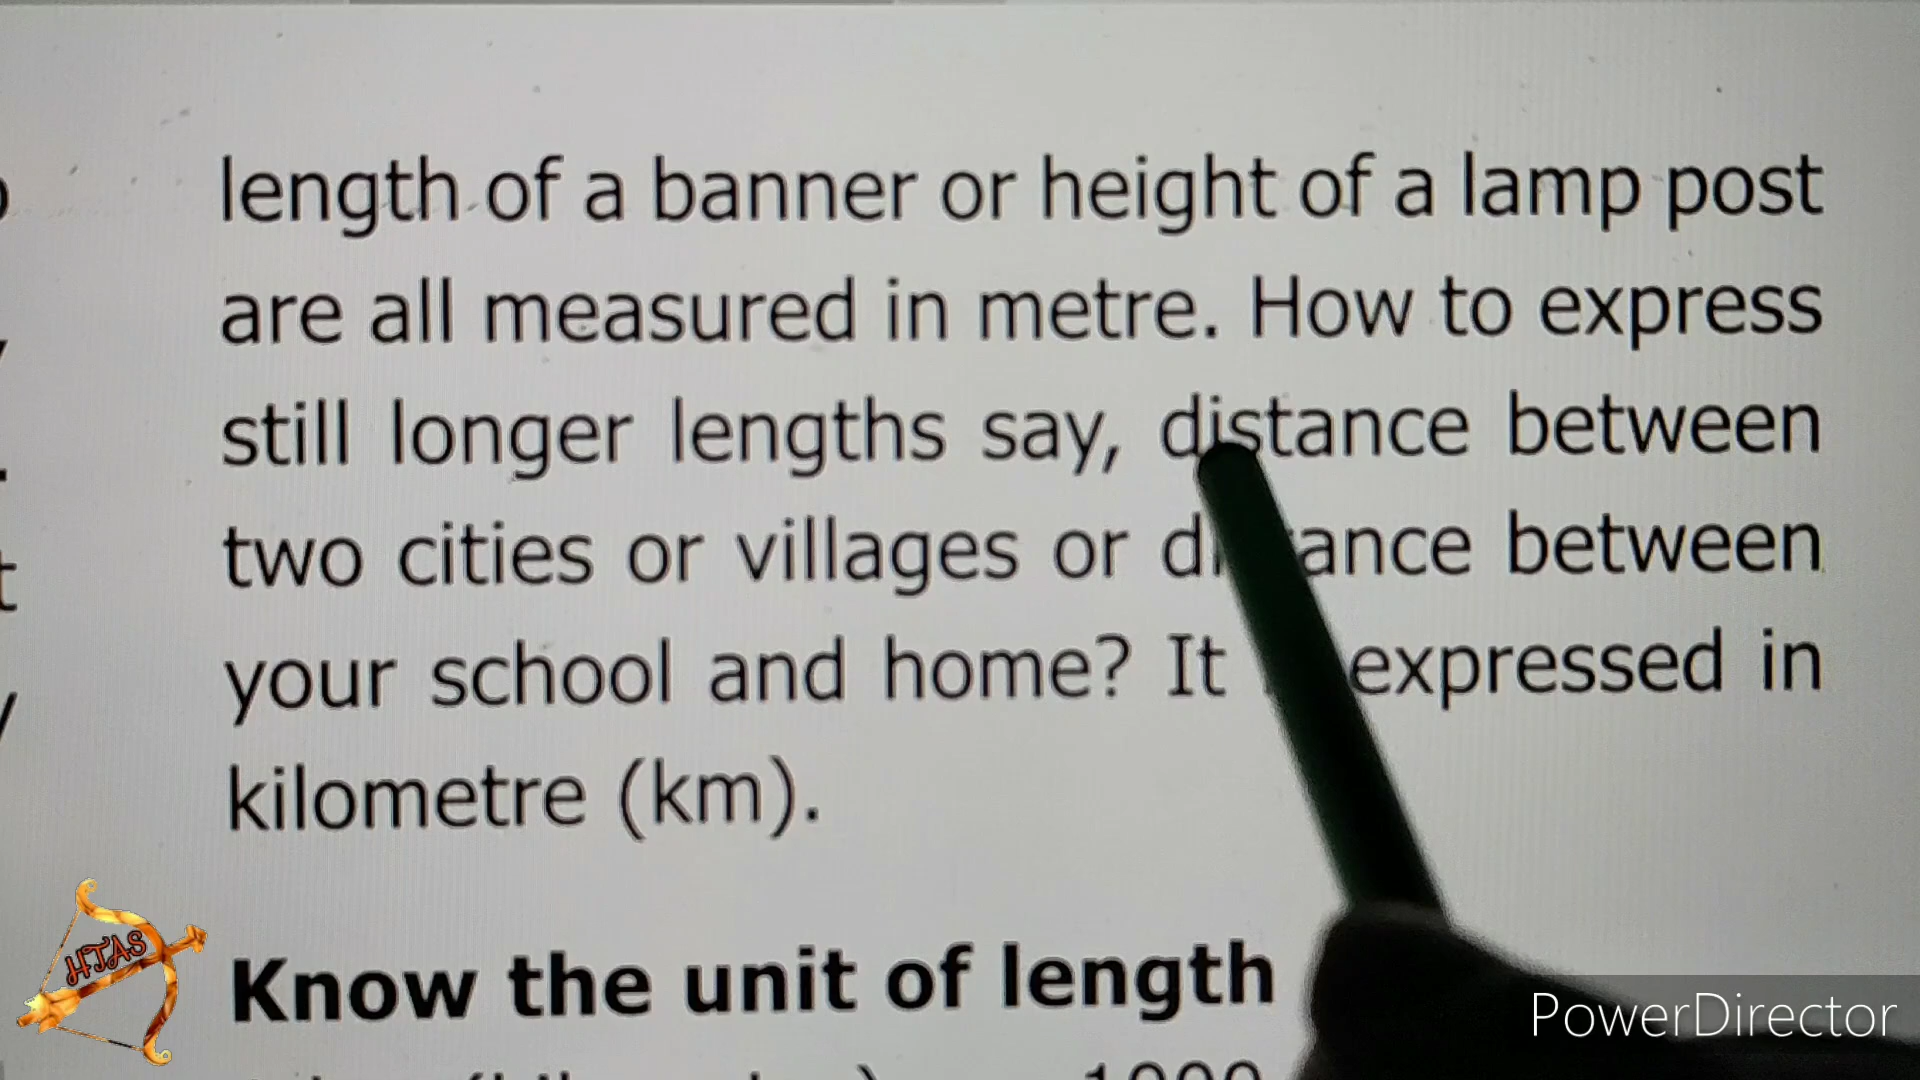 length of a banner or height of a lamp post
are all measured in metre. How to express
still longer lengths say, distance between
two cities or villages or between
your school and home? It expressed in
kilometre (km).
Know the unit of length
HTAS
PowerDirector